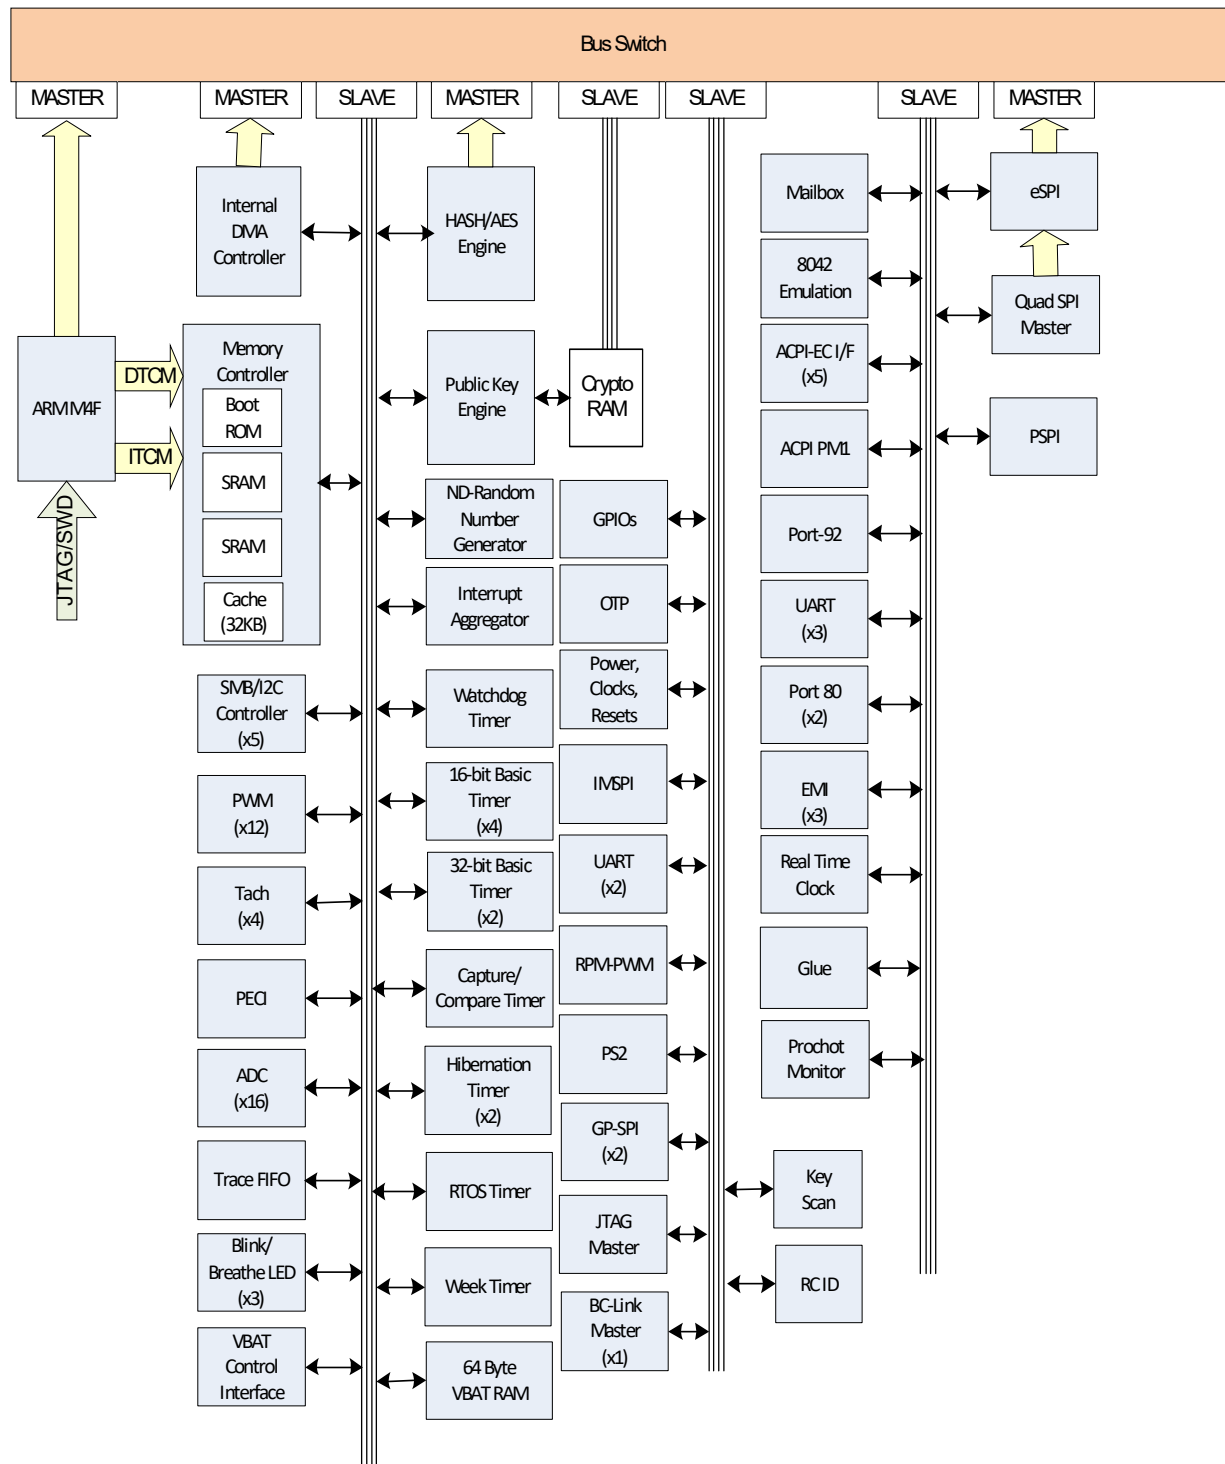 Bus Switch
MASTER
MASTER
SLAVE
MASTER
SLAVE
SLAVE
SLAVE
MASTER
ARM M4F
DTCM
ITCM
JTAG/SWD
Internal
DMA
Controller
Memory
Controller
Boot
ROM
SRAM
SRAM
Cache
(32KB)
SMB/I2C
Controller
(x5)
PWM
(x12)
Tach
(x4)
PECI
ADC
(x16)
Trace FIFO
Blink/
Breathe LED
(x3)
VBAT
Control
Interface
HASH/AES
Engine
Public Key
Engine
ND-Random
Number
Generator
Interrupt
Aggregator
Watchdog
Timer
16-bit Basic
Timer
(x4)
32-bit Basic
Timer
(x2)
Capture/
Compare Timer
Hibernation
Timer
(x2)
RTOS Timer
Week Timer
64 Byte
VBAT RAM
Crypto
RAM
GPIOs
OTP
Power,
Clocks,
Resets
IMSPI
UART
(x2)
RPM-PWM
PS2
GP-SPI
(x2)
JTAG
Master
BC-Link
Master
(x1)
Mailbox
8042
Emulation
ACPI-EC I/F
(x5)
ACPI PM1
Port-92
UART
(x3)
Port 80
(x2)
EMI
(x3)
Real Time
Clock
Glue
Prochot
Monitor
Key
Scan
RC ID
eSPI
Quad SPI
Master
PSPI